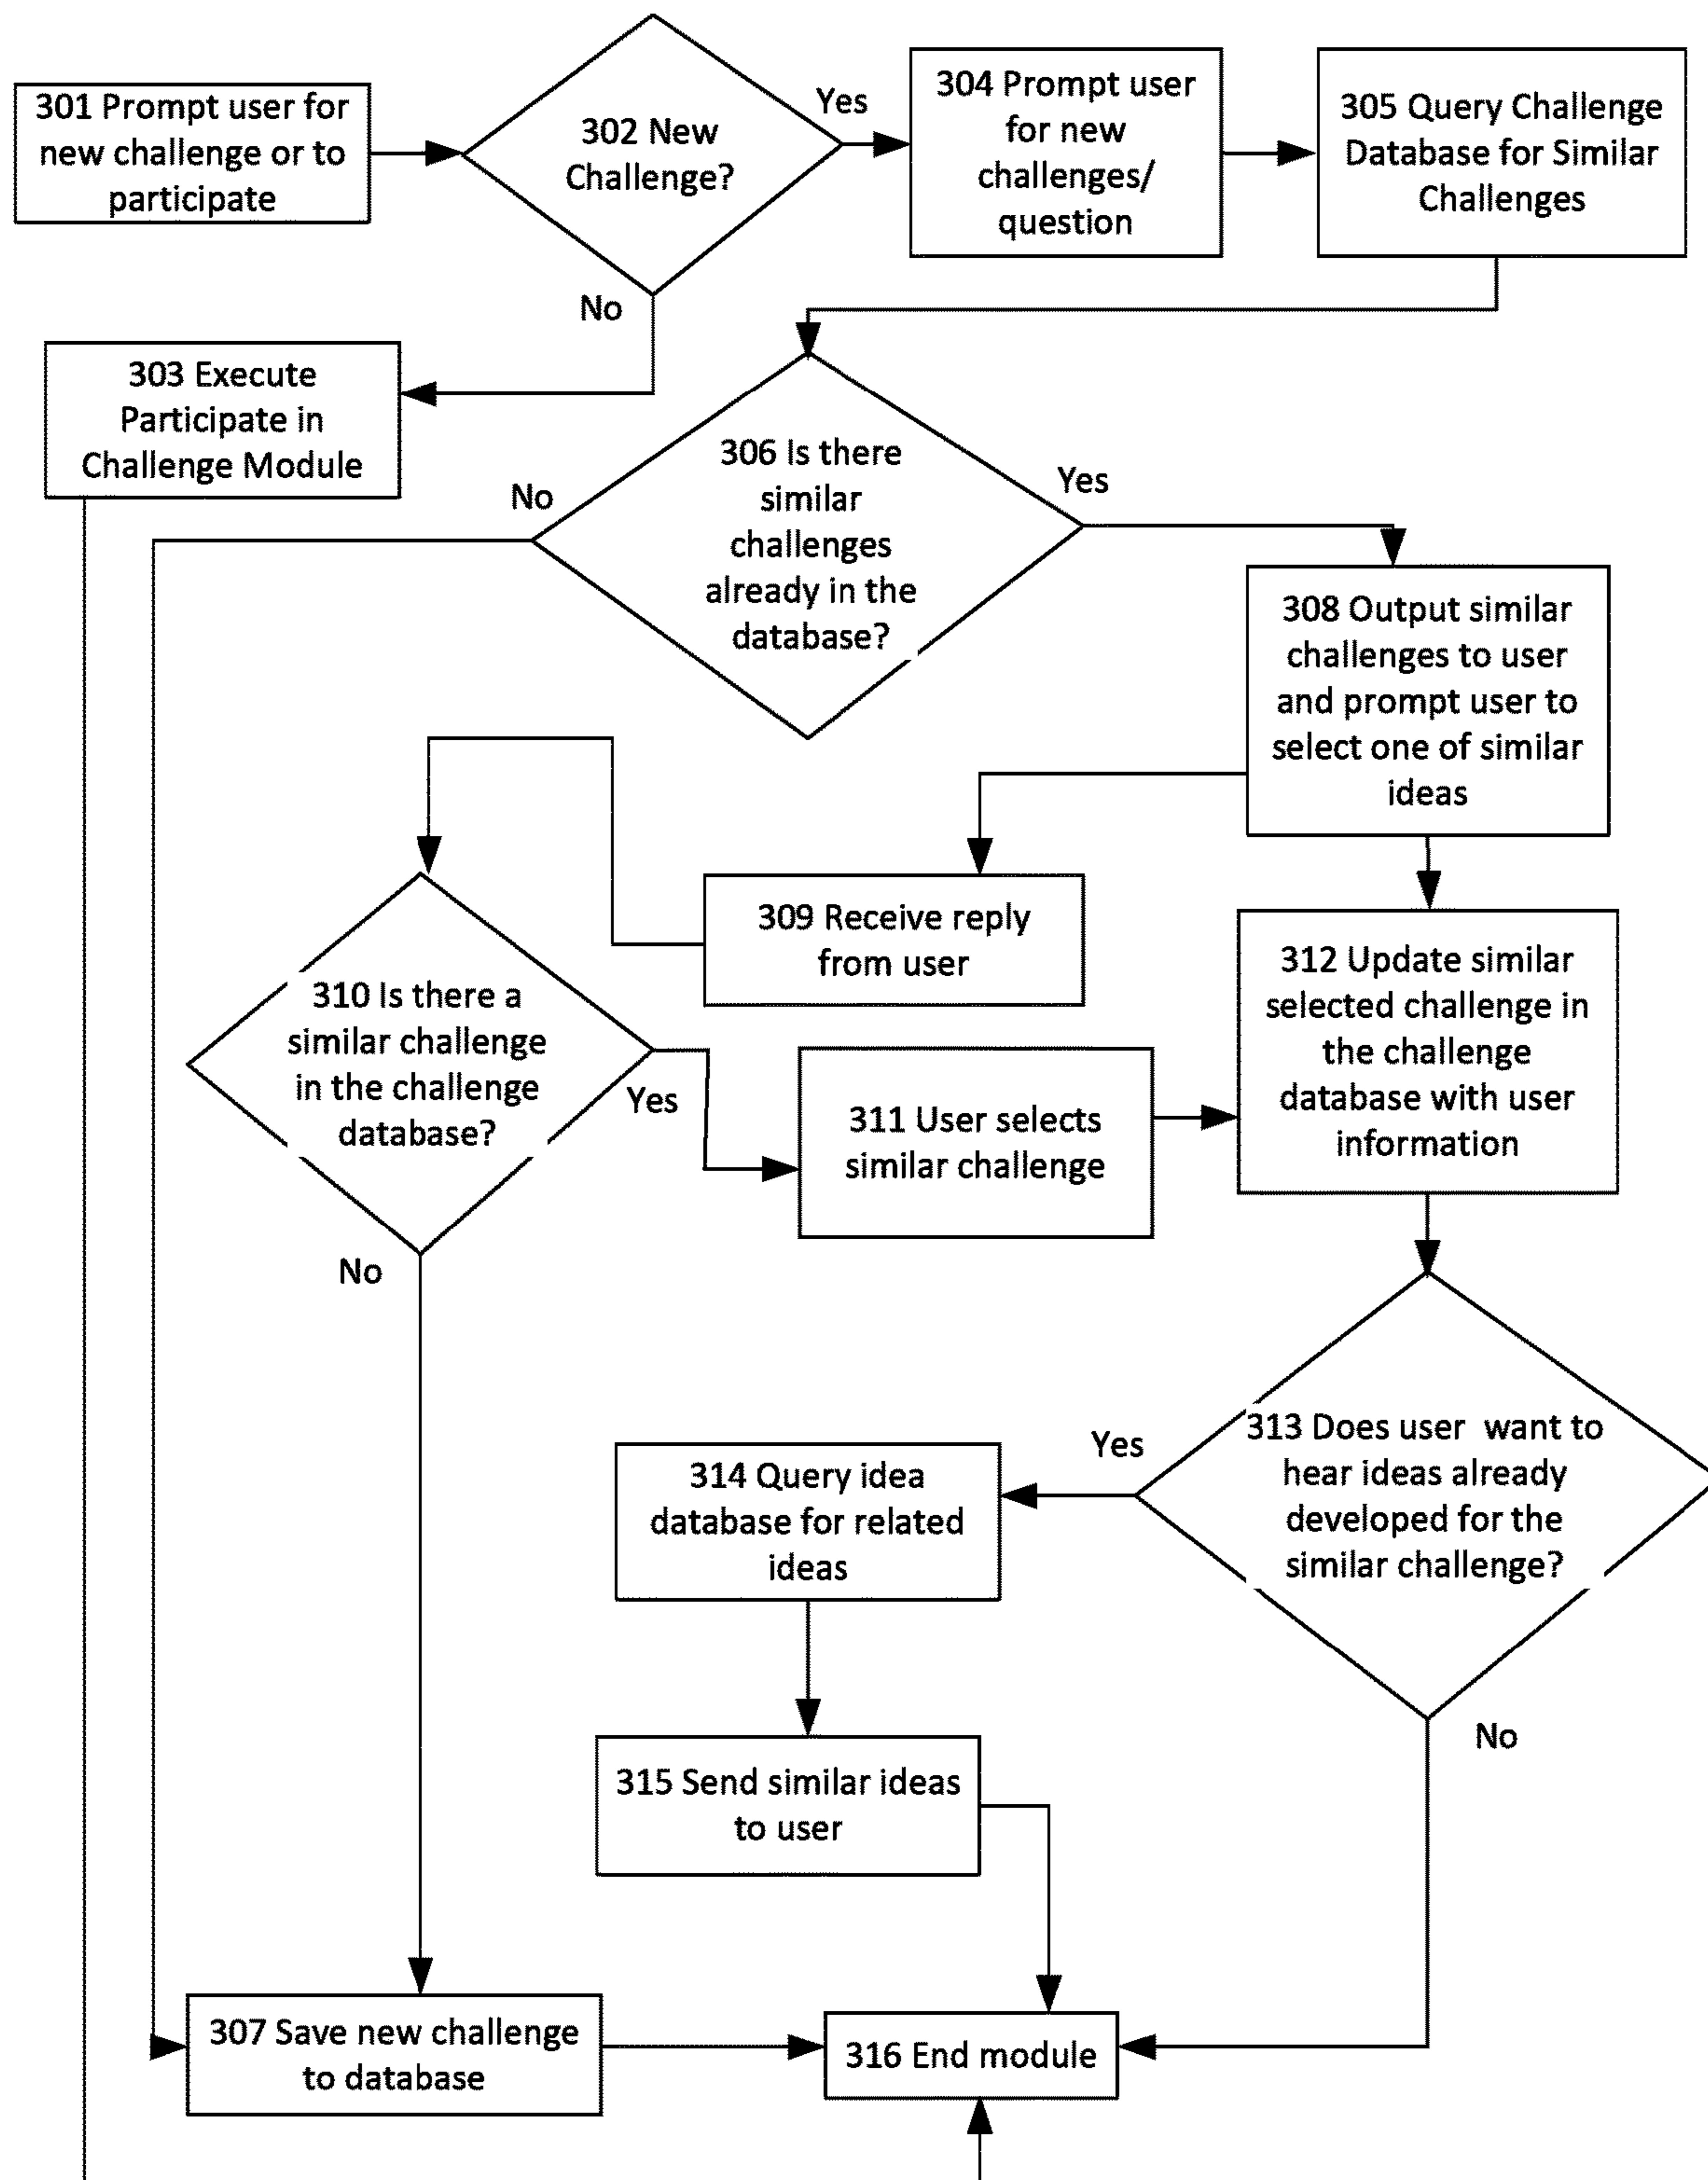 301 Prompt user for
new challenge or to
participate
302 New
Challenge?
Yes
304 Prompt user
for new
challenges/
question
305 Query Challenge
Database for Similar
Challenges
No
303 Execute
Participate in
Challenge Module
306 Is there
similar
challenges
already in the
database?
No
Yes
308 Output similar
challenges to user
and prompt user to
select one of similar
ideas
309 Receive reply
from user
310 Is there a
similar challenge
in the challenge
database?
Yes
311 User selects
similar challenge
312 Update similar
selected challenge in
the challenge
database with user
information
No
313 Does user want to
hear ideas already
developed for the
similar challenge?
Yes
314 Query idea
database for related
ideas
No
315 Send similar ideas
to user
307 Save new challenge
to database
316 End module